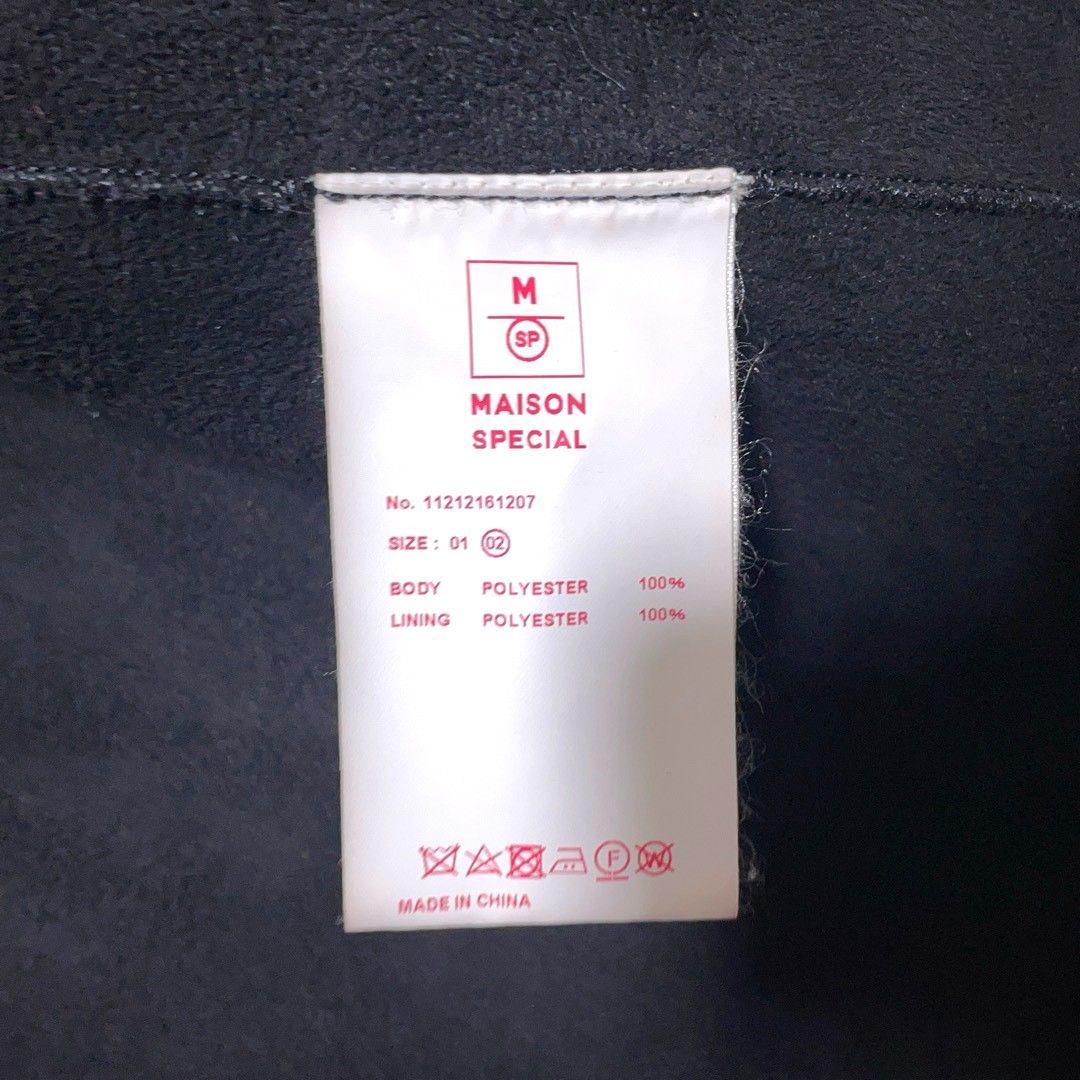 M
SP
MAISON
SPECIAL
No. 11212161207
SIZE : 01 02
BODY POLYESTER 100%
LINING POLYESTER 100%
F W
MADE IN CHINA